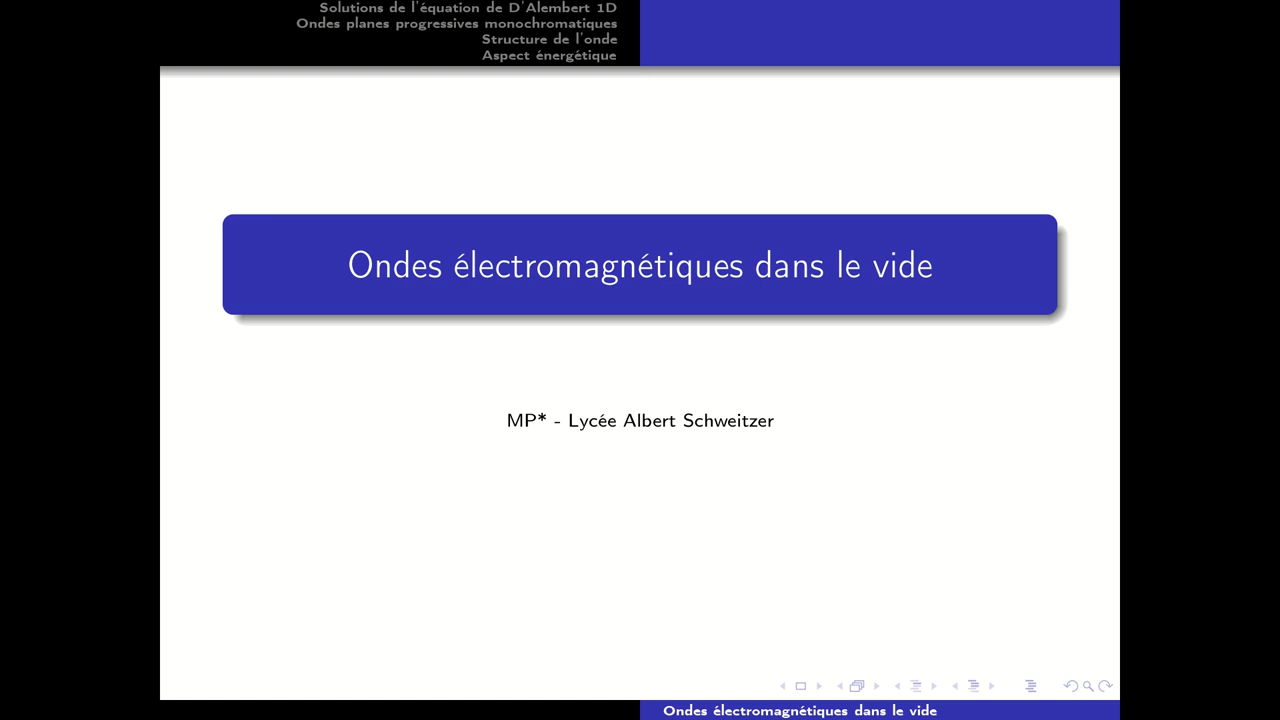 Solutions de l'équation de D'Alembert 1D
Ondes planes progressives monochromatiques
Structure de l'onde
Aspect énergétique
Ondes électromagnétiques dans le vide
MP* - Lycée Albert Schweitzer
Ondes électromagnétiques dans le vide